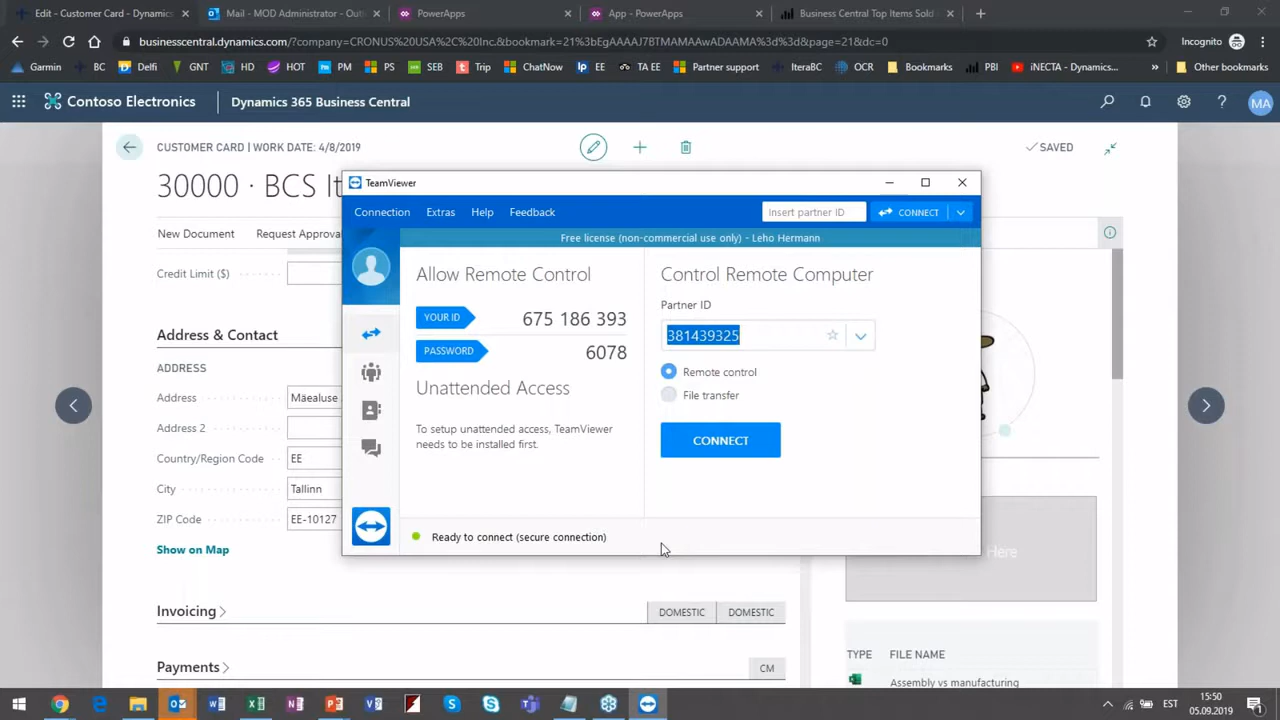 Edit - Card - Customer Card - Dynamics
Mail - MOD Administrator - Out
PowerApps
App - PowerApps
Business Central Top Items Sold
businesscentral.dynamics.com/?company=CRONUS%20USA%2C%20Inc.&bookmark=21%3bEgAAAAJ7BTMAMAAwADAAMA%3d%3d&page=21&dc=0
Incognito
Garmin
BC
Delfi
GNT
HD
HOT
PM
PS
SEB
Trip
ChatNow
EE
TA EE
Partner support
IteraBC
OCR
Bookmarks
PBI
iNECTA - Dynamics...
»
Other bookmarks
Contoso Electronics
Dynamics 365 Business Central
MA
CUSTOMER CARD | WORK DATE: 4/8/2019
SAVED
30000 · BCS It
New Document
Request Approva
Credit Limit ($)
Address & Contact
ADDRESS
Address
Mäealuse
Address 2
Country/Region Code
EE
City
Tallinn
ZIP Code
EE-10127
Show on Map
Invoicing
DOMESTIC
DOMESTIC
Payments
CM
TeamViewer
Connection
Extras
Help
Feedback
Insert partner ID
CONNECT
Free license (non-commercial use only) - Leho Hermann
Allow Remote Control
YOUR ID
675 186 393
PASSWORD
6078
Unattended Access
To setup unattended access, TeamViewer
needs to be installed first.
Control Remote Computer
Partner ID
381439325
Remote control
File transfer
CONNECT
Ready to connect (secure connection)
Here
TYPE
FILE NAME
Assembly vs manufacturing
EST
15:50
05.09.2019
1